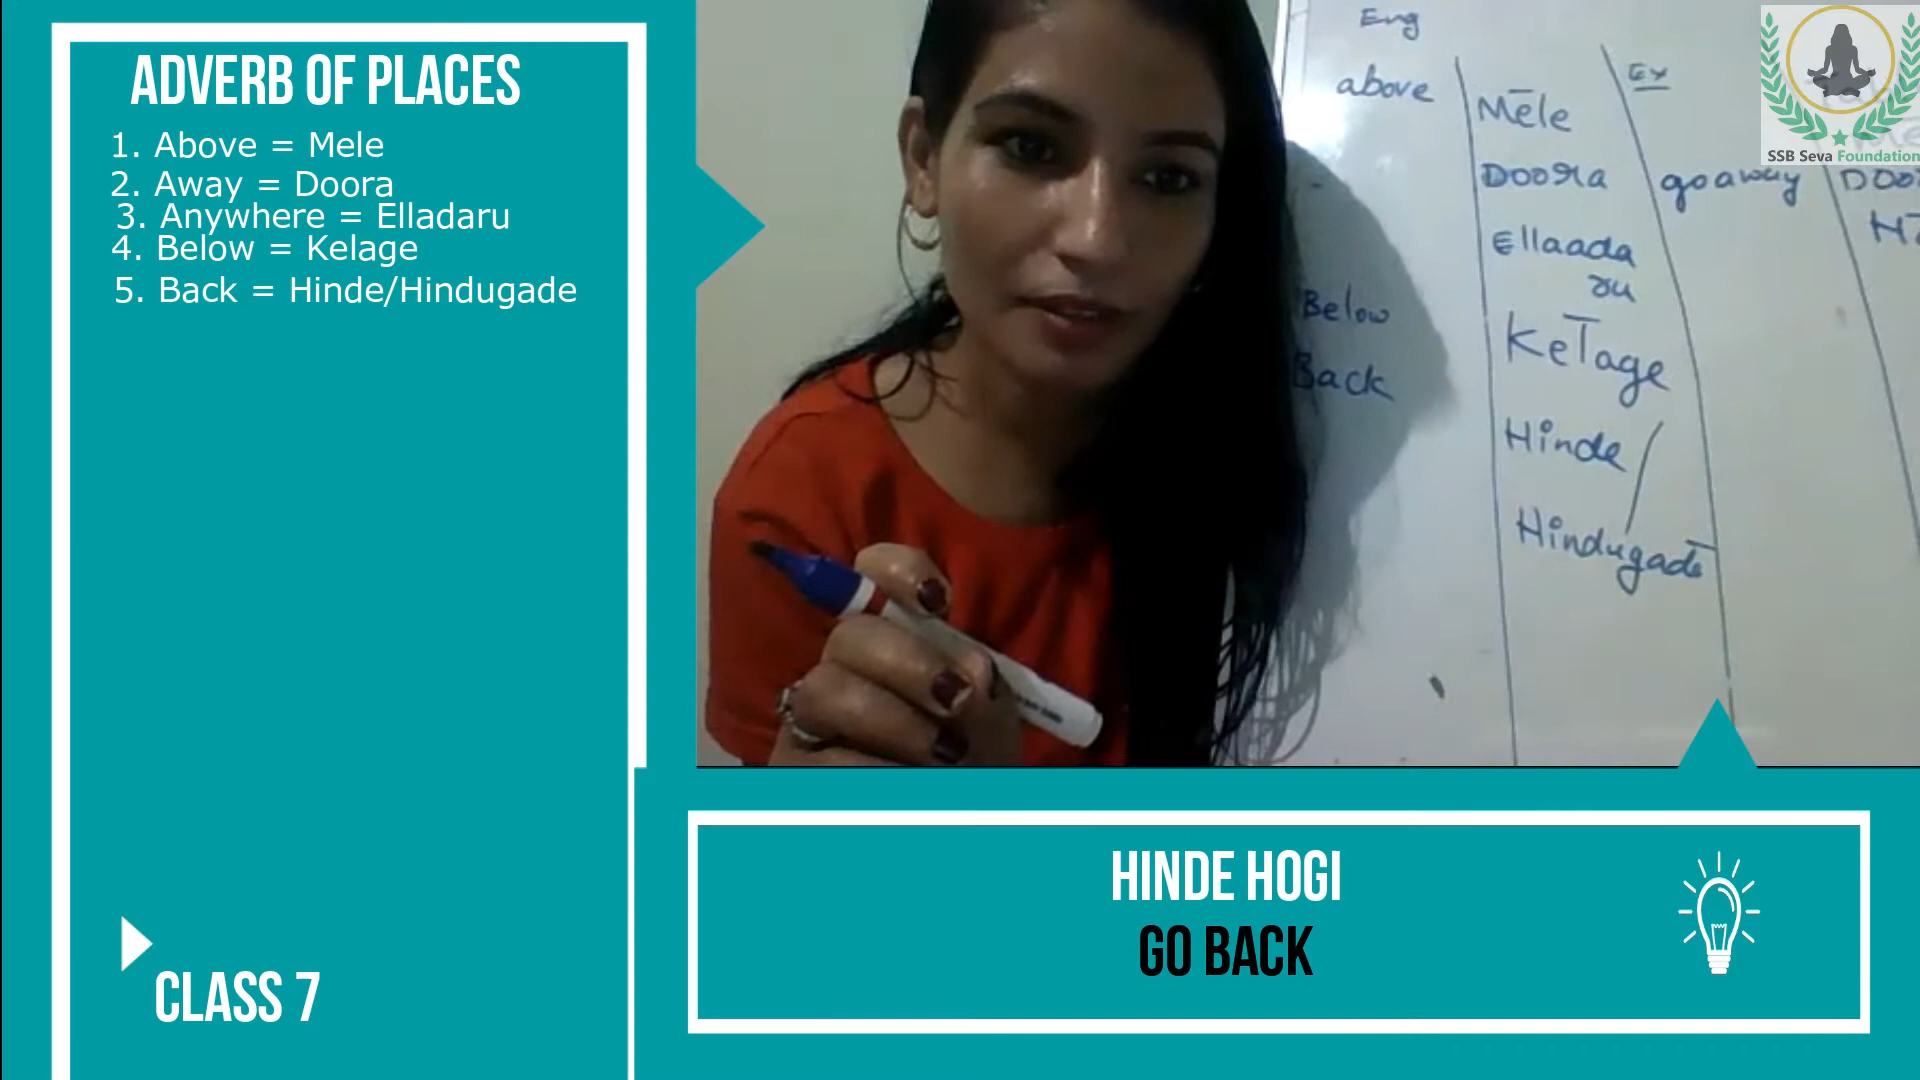 ADVERB OF PLACES
1. Above = Mele
2. Away = Doora
3. Anywhere = Elladaru
4. Below = Kelage
5. Back = Hinde/Hindugade
CLASS 7
Eng
above
Mēle
Ex
Doora
go away
Ellaada
ru
Below
Kelage
Back
Hinde/
Hindugade
SSB Seva Foundation
HINDE HOGI
GO BACK